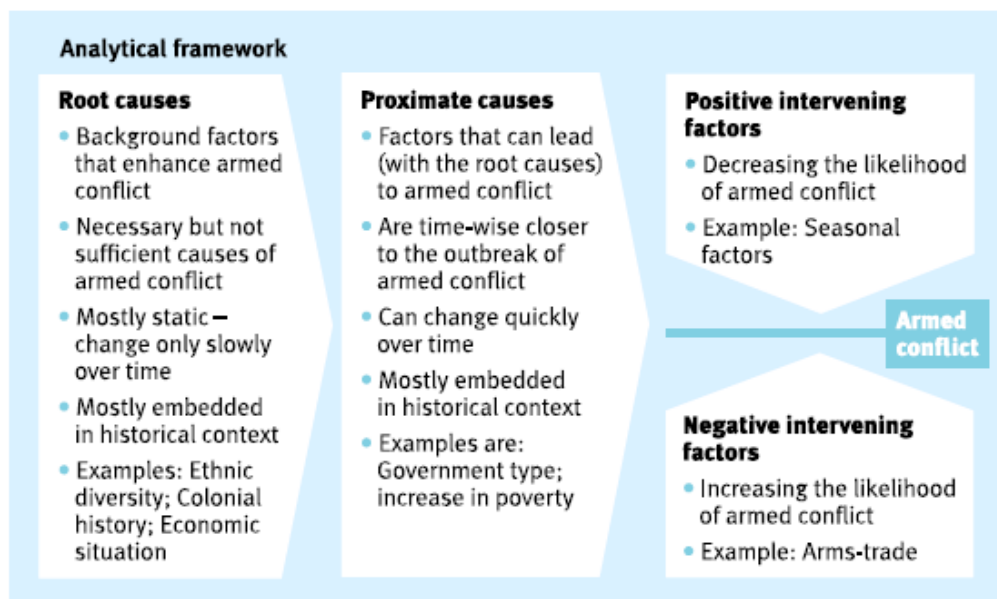 Analytical framework
Root causes
• Background factors
that enhance armed
conflict
• Necessary but not
sufficient causes of
armed conflict
• Mostly static –
change only slowly
over time
• Mostly embedded
in historical context
• Examples: Ethnic
diversity; Colonial
history; Economic
situation
Proximate causes
• Factors that can lead
(with the root causes)
to armed conflict
• Are time-wise closer
to the outbreak of
armed conflict
• Can change quickly
over time
• Mostly embedded
in historical context
• Examples are:
Government type;
increase in poverty
Positive intervening
factors
• Decreasing the likelihood
of armed conflict
• Example: Seasonal
factors
Armed
conflict
Negative intervening
factors
• Increasing the likelihood
of armed conflict
• Example: Arms-trade